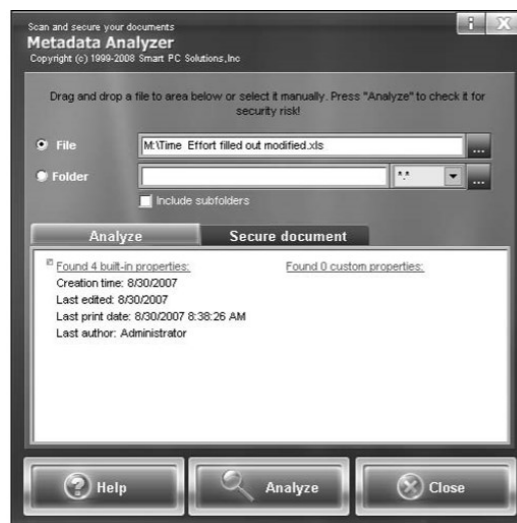 Scan and secure your documents
Metadata Analyzer
Copyright (c) 1999-2008 Smart PC Solutions,Inc
i X
Drag and drop a file to area below or select it manually. Press "Analyze" to check it for
security risk!
File M:\Time Effort filled out modified.xls ...
Folder *.* ...
Include subfolders
Analyze Secure document
Found 4 built-in properties: Found 0 custom properties:
Creation time: 8/30/2007
Last edited: 8/30/2007
Last print date: 8/30/2007 8:38:26 AM
Last author: Administrator
? Help Analyze X Close